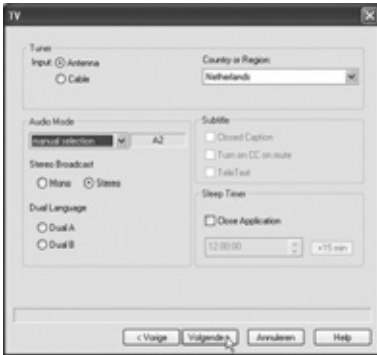 TV
Tuner
Input:
Antenna
Cable
Country or Region:
Netherlands
Audio Mode
manual selection
A2
Stereo Broadcast
Mono
Stereo
Dual Language
Dual A
Dual B
Subtitle
Closed Caption
Turn on CC on mute
TeleText
Sleep Timer
Close Application
12:00:00
+15 min
< Vorige
Volgende >
Annuleren
Help